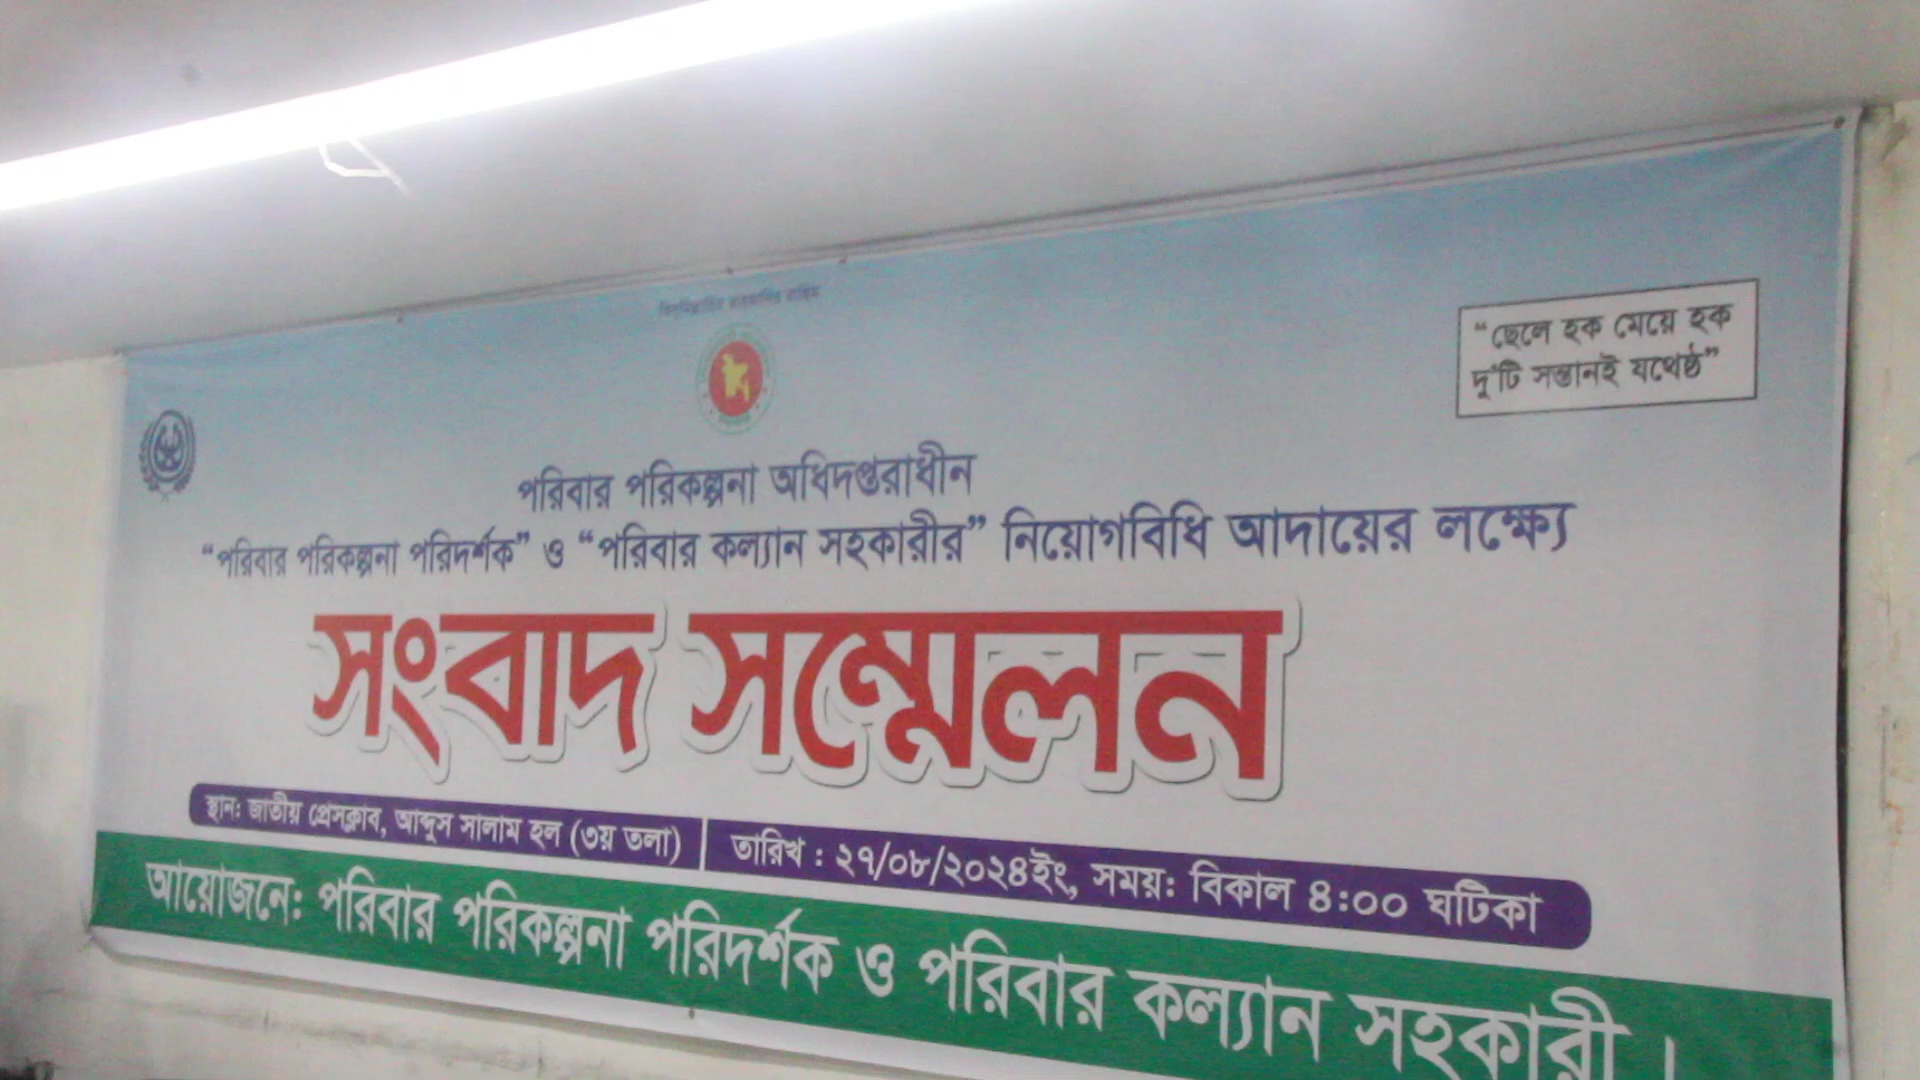 বিসমিল্লাহির রাহমানির রাহিম
“ছেলে হক মেয়ে হক
দু'টি সন্তানই যথেষ্ঠ”
পরিবার পরিকল্পনা অধিদপ্তরাধীন
“পরিবার পরিকল্পনা পরিদর্শক” ও “পরিবার কল্যান সহকারীর” নিয়োগবিধি আদায়ের লক্ষ্যে
সংবাদ সম্মেলন
স্থান: জাতীয় প্রেসক্লাব, আব্দুস সালাম হল (৩য় তলা) | তারিখ : ২৭/০৮/২০২৪ইং, সময়: বিকাল ৪:০০ ঘটিকা
আয়োজনে: পরিবার পরিকল্পনা পরিদর্শক ও পরিবার কল্যান সহকারী।